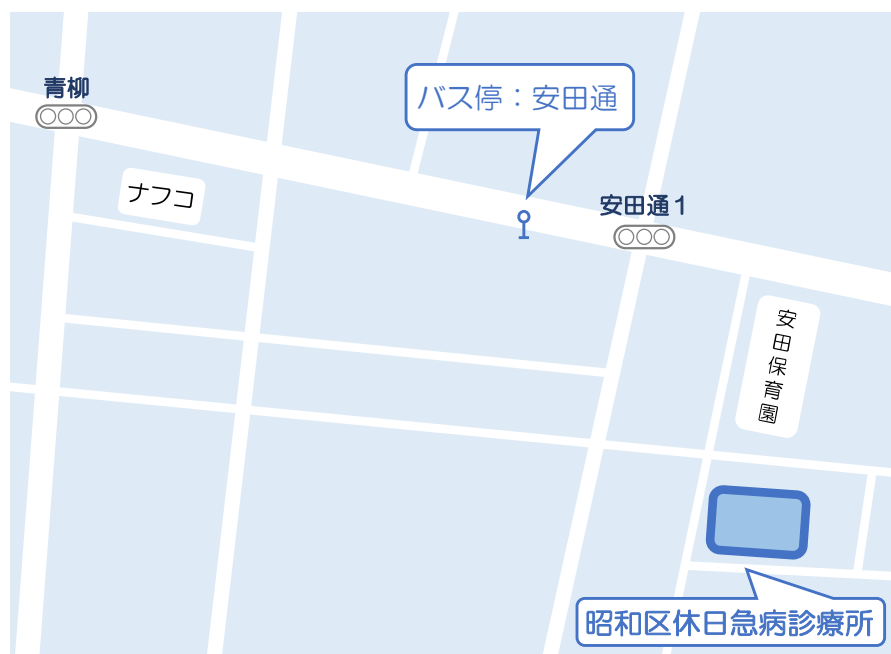 青柳
バス停：安田通
ナフコ
安田通１
安田保育園
昭和区休日急病診療所